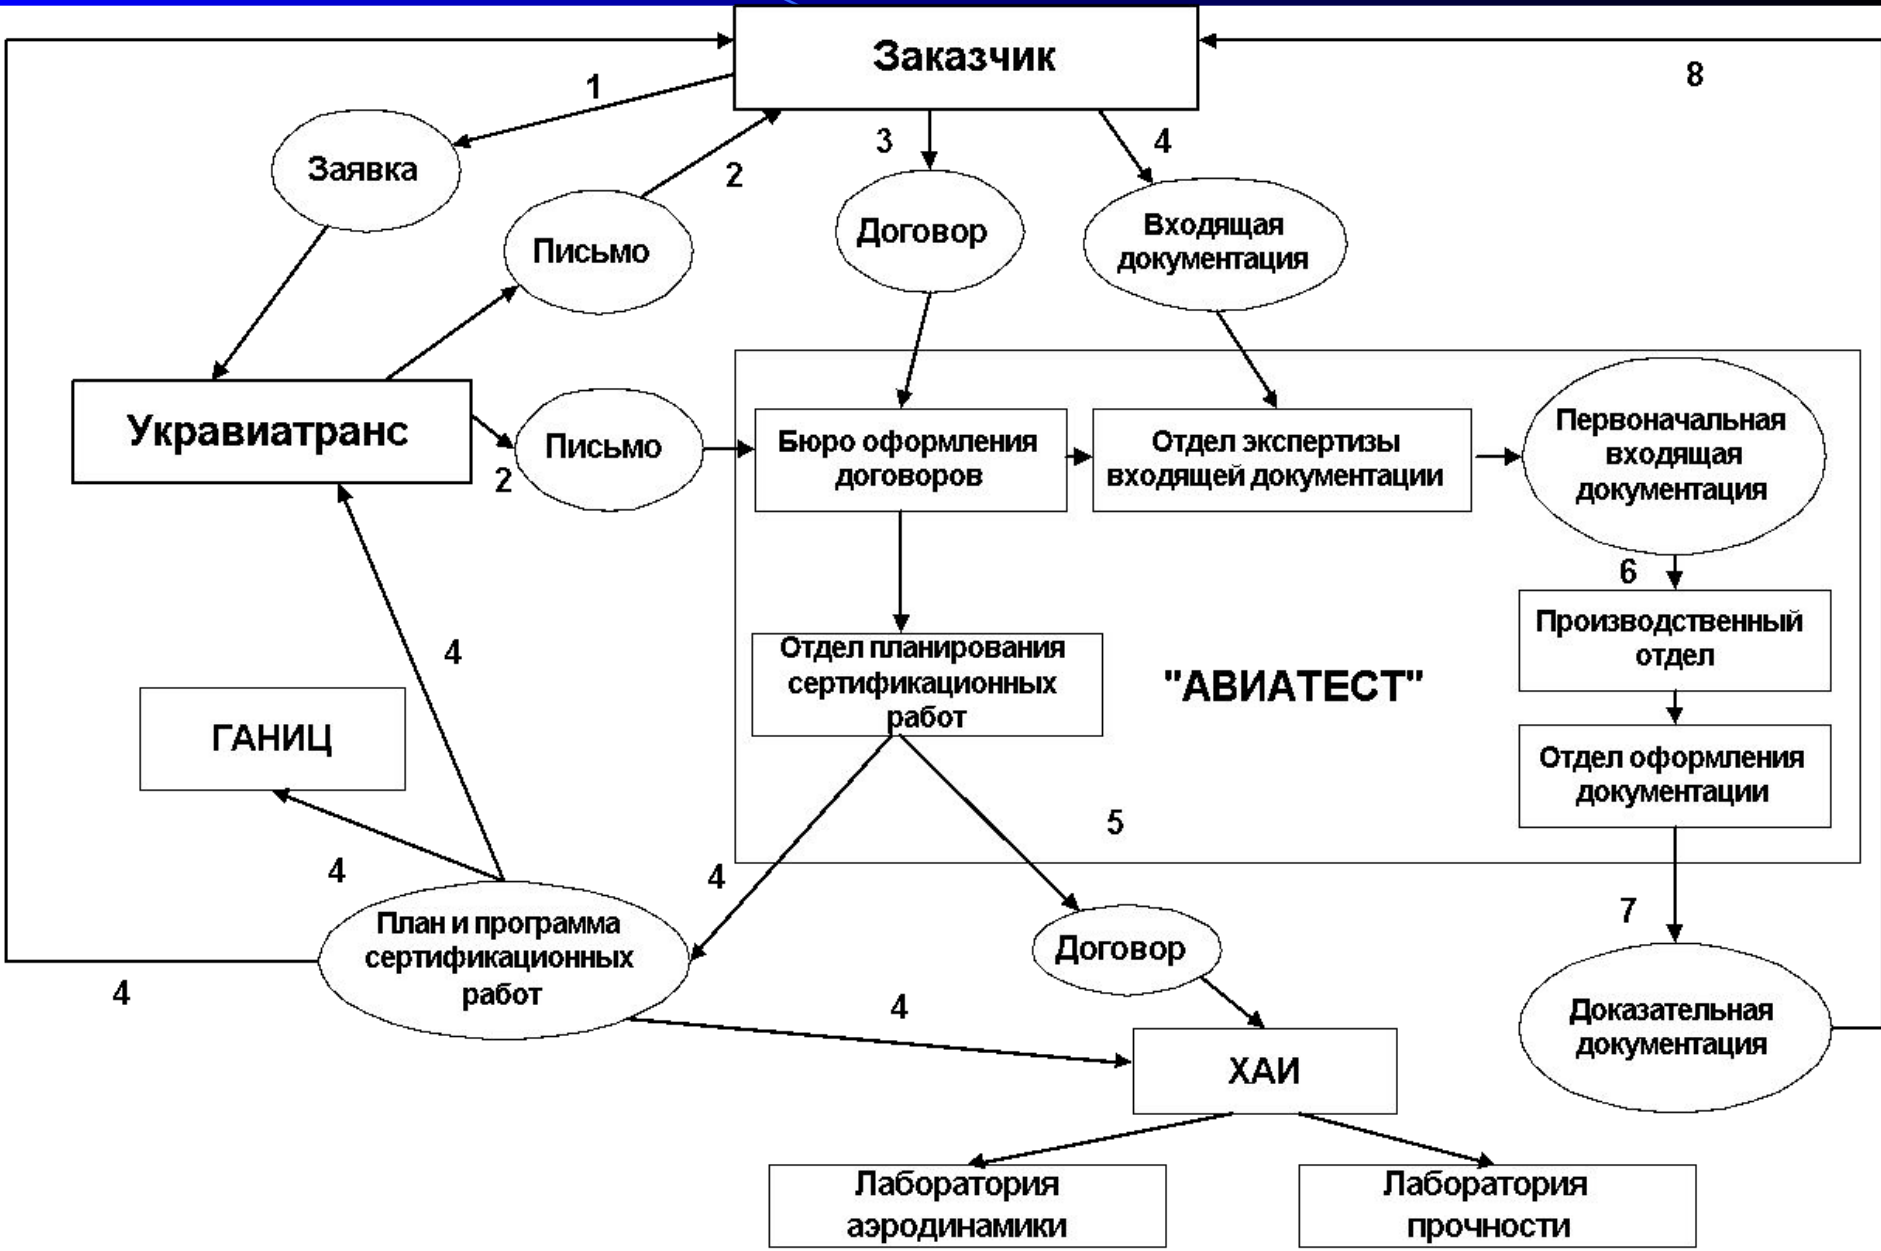 Заказчик
8
1
3
4
2
Заявка
Письмо
Договор
Входящая
документация
Укравиатранс
2
Письмо
Бюро оформления
договоров
Отдел экспертизы
входящей документации
Первоначальная
входящая
документация
6
Производственный
отдел
Отдел планирования
сертификационных
работ
"АВИАТЕСТ"
4
ГАНИЦ
Отдел оформления
документации
5
4
4
7
План и программа
сертификационных
работ
Договор
4
4
Доказательная
документация
ХАИ
Лаборатория
аэродинамики
Лаборатория
прочности